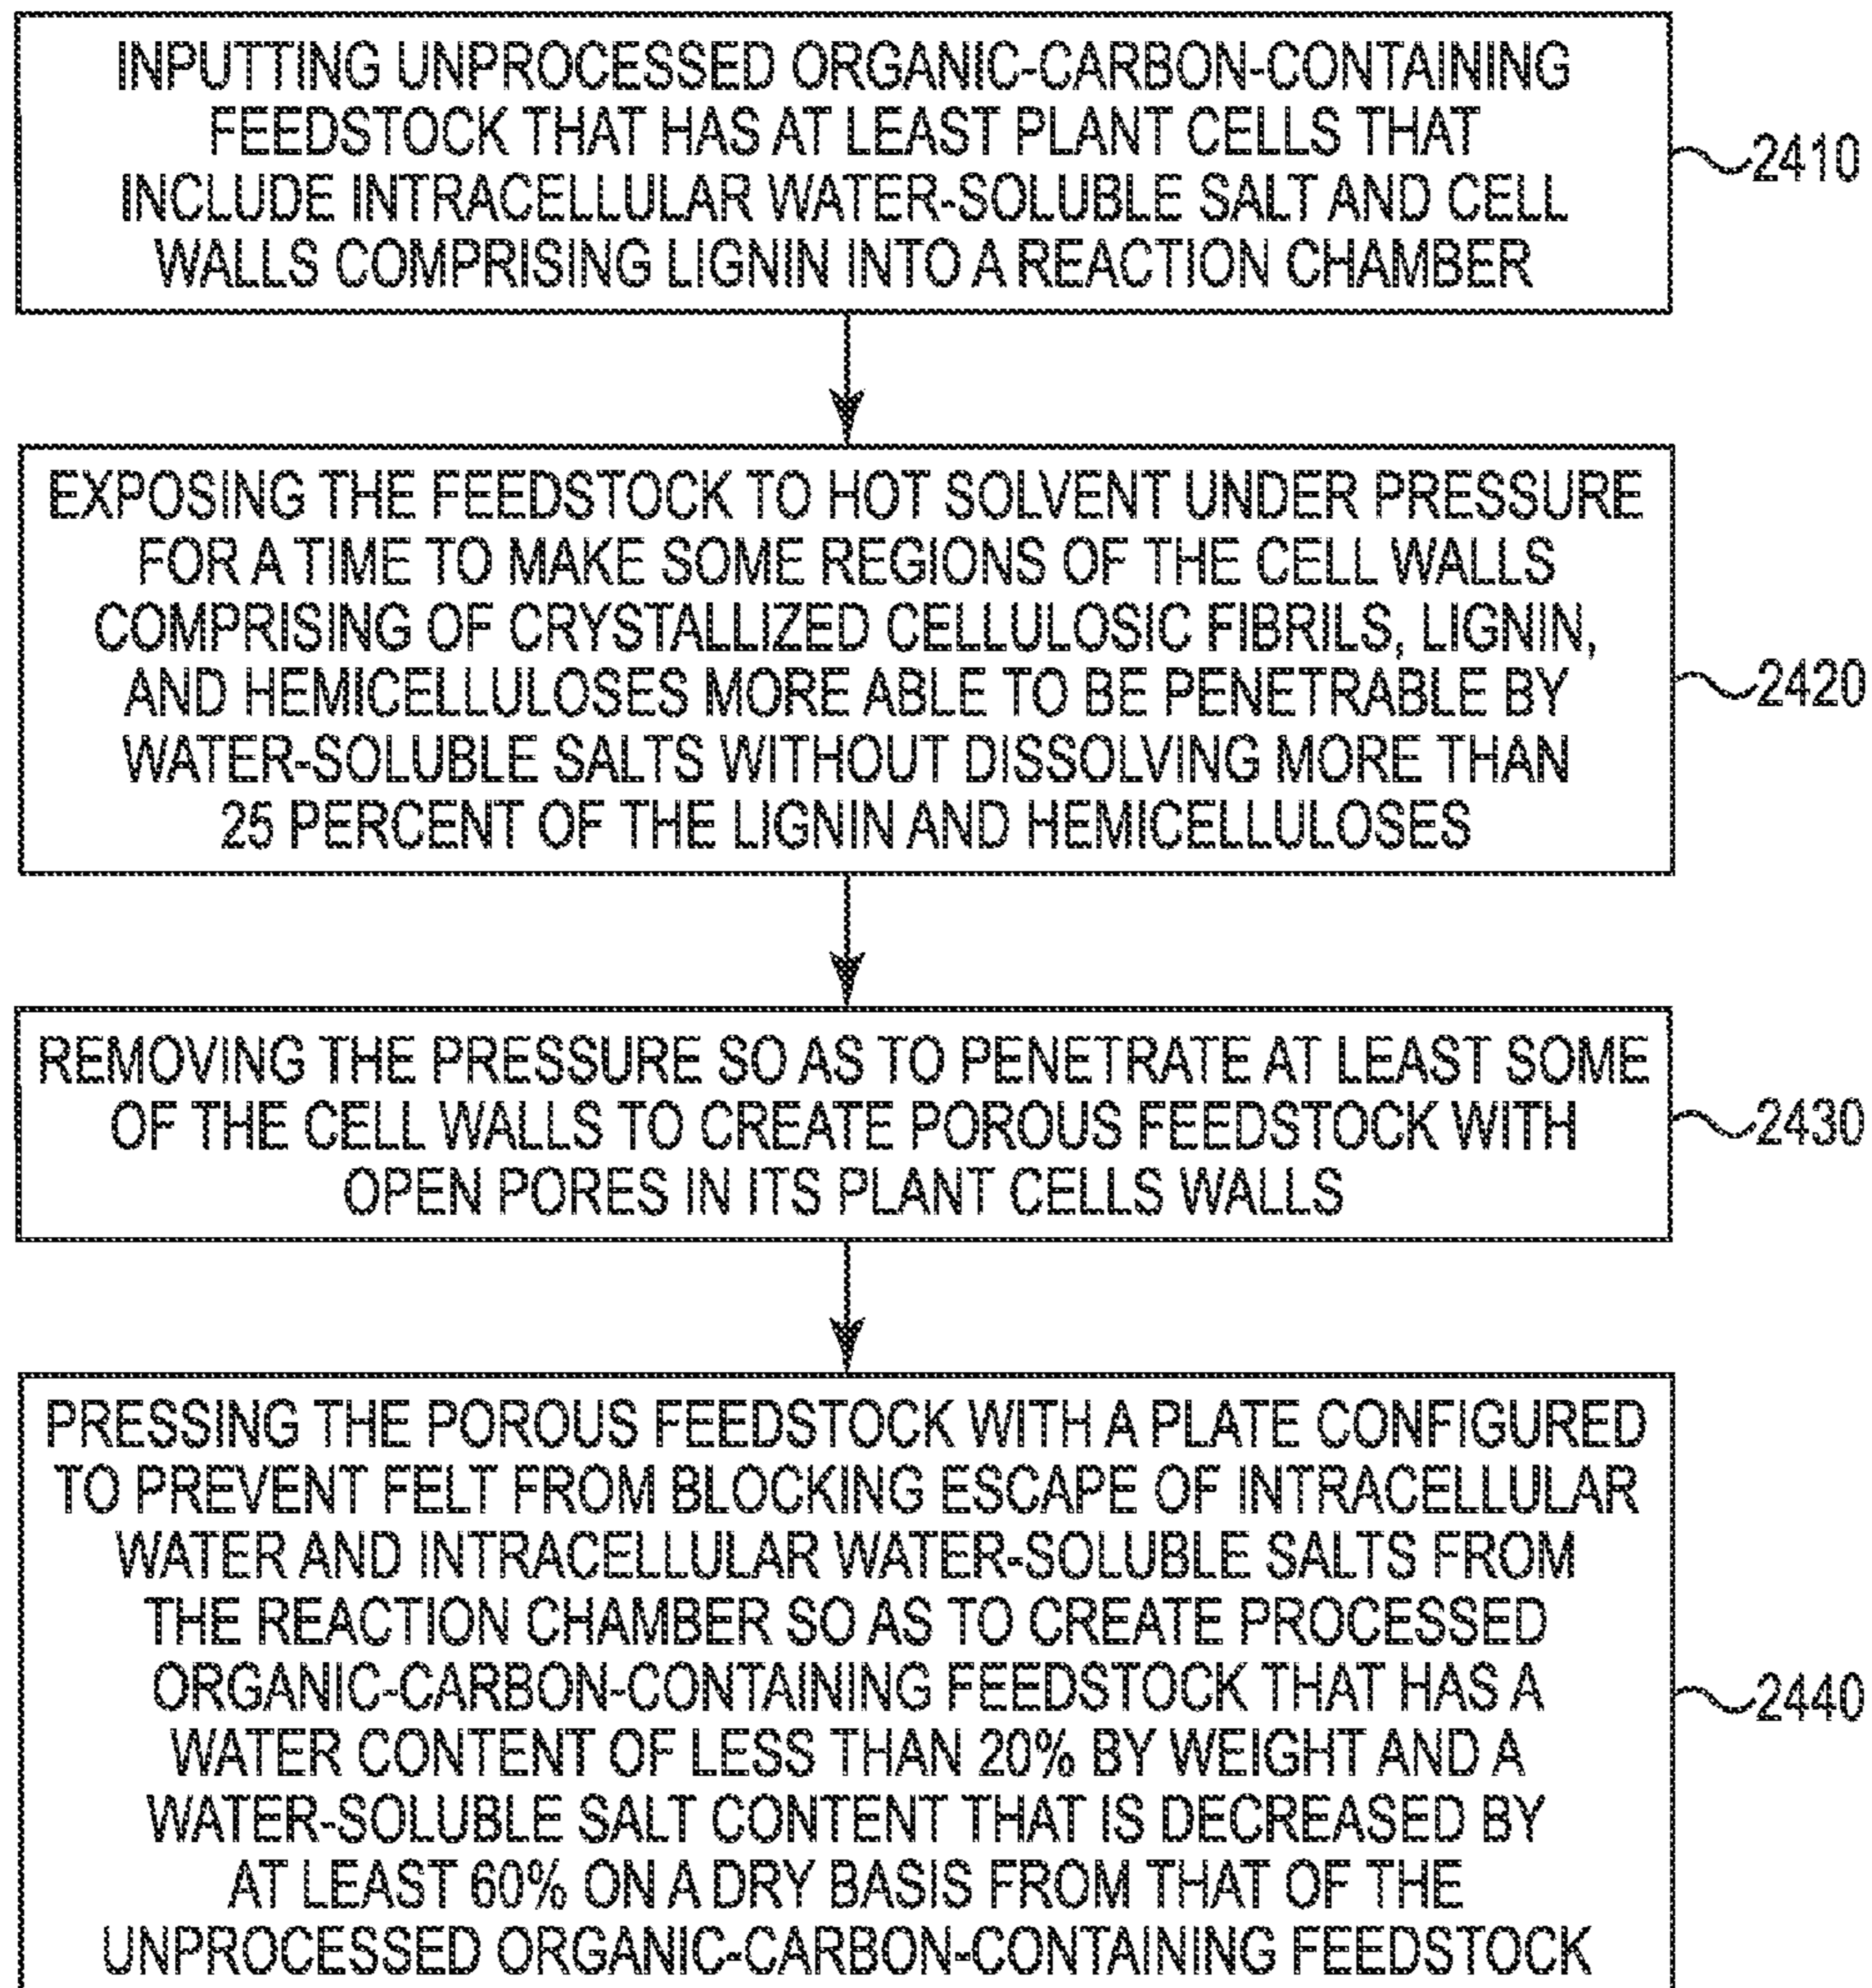 INPUTTING UNPROCESSED ORGANIC-CARBON-CONTAINING
FEEDSTOCK THAT HAS AT LEAST PLANT CELLS THAT
INCLUDE INTRACELLULAR WATER-SOLUBLE SALT AND CELL
WALLS COMPRISING LIGNIN INTO A REACTION CHAMBER
2410
EXPOSING THE FEEDSTOCK TO HOT SOLVENT UNDER PRESSURE
FOR A TIME TO MAKE SOME REGIONS OF THE CELL WALLS
COMPRISING OF CRYSTALLIZED CELLULOSIC FIBRILS, LIGNIN,
AND HEMICELLULOSES MORE ABLE TO BE PENETRABLE BY
WATER-SOLUBLE SALTS WITHOUT DISSOLVING MORE THAN
25 PERCENT OF THE LIGNIN AND HEMICELLULOSES
2420
REMOVING THE PRESSURE SO AS TO PENETRATE AT LEAST SOME
OF THE CELL WALLS TO CREATE POROUS FEEDSTOCK WITH
OPEN PORES IN ITS PLANT CELLS WALLS
2430
PRESSING THE POROUS FEEDSTOCK WITH A PLATE CONFIGURED
TO PREVENT FELT FROM BLOCKING ESCAPE OF INTRACELLULAR
WATER AND INTRACELLULAR WATER-SOLUBLE SALTS FROM
THE REACTION CHAMBER SO AS TO CREATE PROCESSED
ORGANIC-CARBON-CONTAINING FEEDSTOCK THAT HAS A
WATER CONTENT OF LESS THAN 20% BY WEIGHT AND A
WATER-SOLUBLE SALT CONTENT THAT IS DECREASED BY
AT LEAST 60% ON A DRY BASIS FROM THAT OF THE
UNPROCESSED ORGANIC-CARBON-CONTAINING FEEDSTOCK
2440